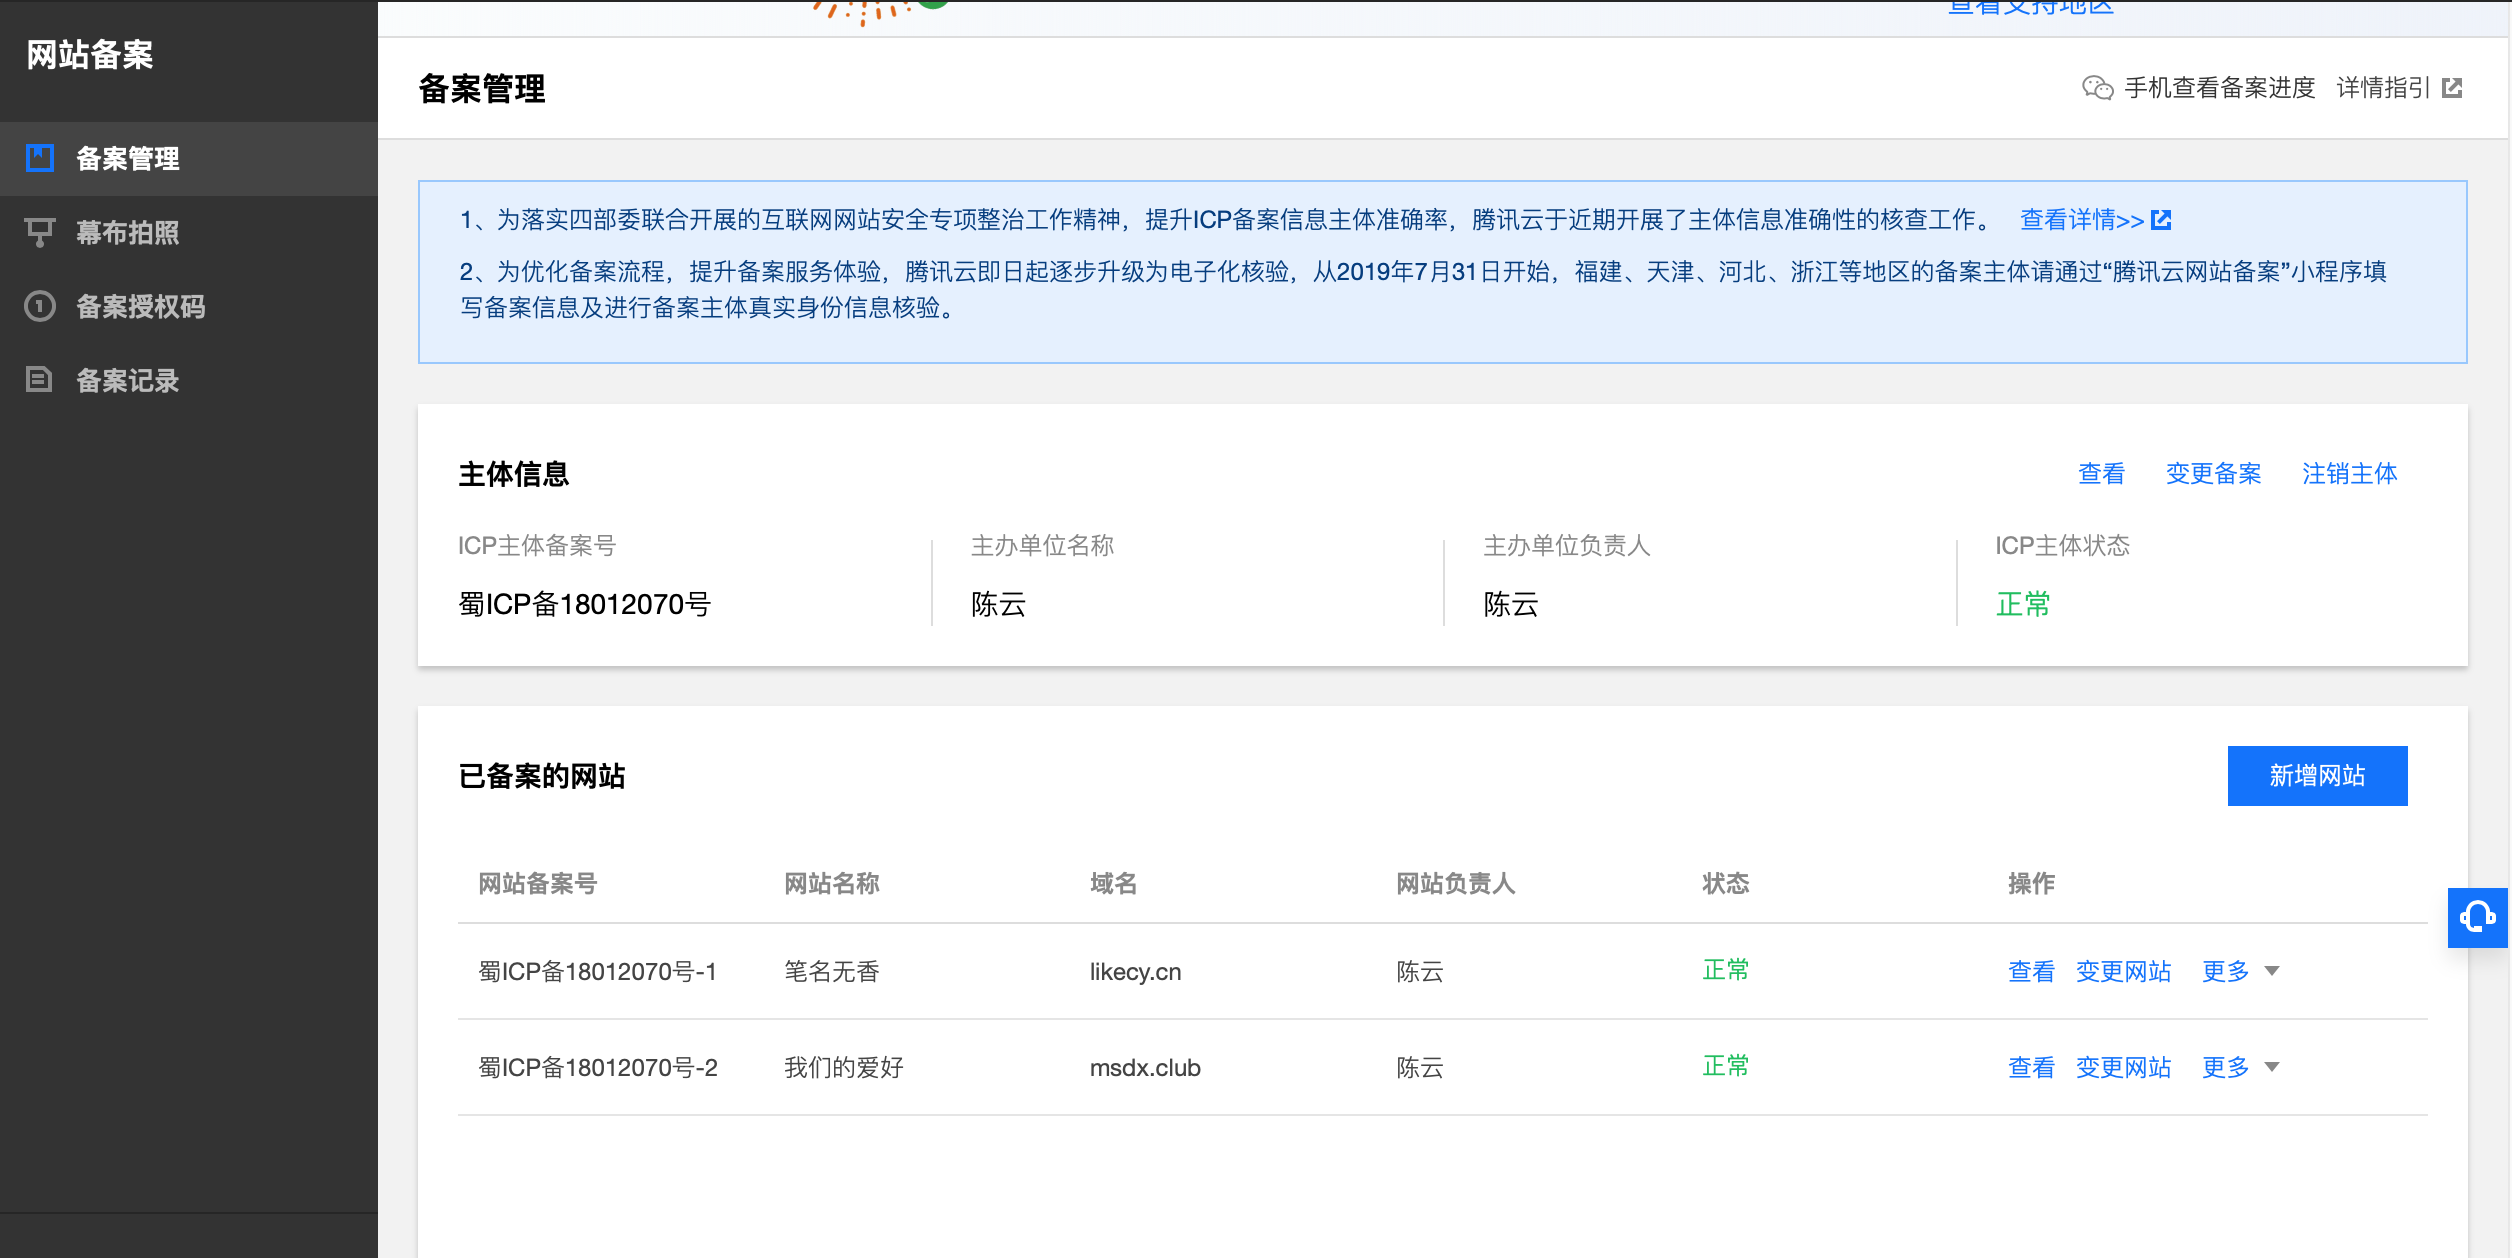 查看支持地区
网站备案
备案管理
幕布拍照
备案授权码
备案记录
备案管理
手机查看备案进度 详情指引
1、为落实四部委联合开展的互联网网站安全专项整治工作精神，提升ICP备案信息主体准确率，腾讯云于近期开展了主体信息准确性的核查工作。 查看详情>>
2、为优化备案流程，提升备案服务体验，腾讯云即日起逐步升级为电子化核验，从2019年7月31日开始，福建、天津、河北、浙江等地区的备案主体请通过“腾讯云网站备案”小程序填
写备案信息及进行备案主体真实身份信息核验。
主体信息 查看 变更备案 注销主体
ICP主体备案号 主办单位名称 主办单位负责人 ICP主体状态
蜀ICP备18012070号 陈云 陈云 正常
已备案的网站 新增网站
网站备案号 网站名称 域名 网站负责人 状态 操作
蜀ICP备18012070号-1 笔名无香 likecy.cn 陈云 正常 查看 变更网站 更多
蜀ICP备18012070号-2 我们的爱好 msdx.club 陈云 正常 查看 变更网站 更多